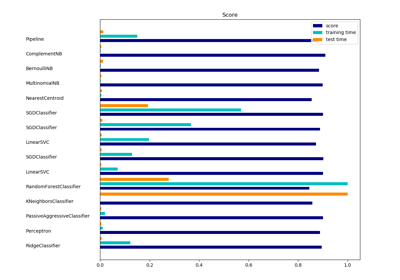 Score
score
training time
test time
Pipeline
ComplementNB
BernoulliNB
MultinomialNB
NearestCentroid
SGDClassifier
SGDClassifier
LinearSVC
SGDClassifier
LinearSVC
RandomForestClassifier
KNeighborsClassifier
PassiveAggressiveClassifier
Perceptron
RidgeClassifier
0.0 0.2 0.4 0.6 0.8 1.0